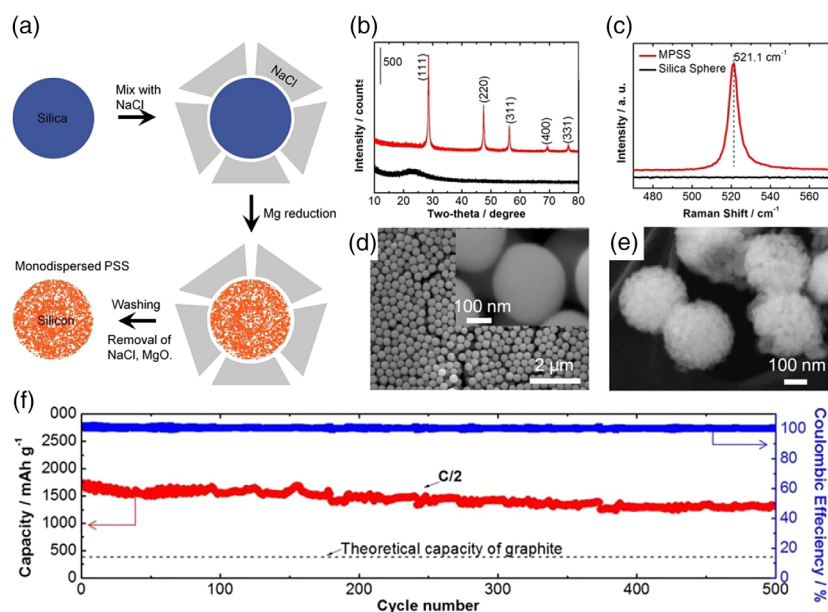 (a)
Silica
Mix with
NaCl
NaCl
Mg reduction
Monodispersed PSS
Silicon
Washing
Removal of
NaCl, MgO.
(b)
500
(111)
(220)
(311)
(400)
(331)
Intensity / counts
10 20 30 40 50 60 70 80
Two-theta / degree
(c)
MPSS
521.1 cm⁻¹
Silica Sphere
Intensity / a. u.
480 500 520 540 560
Raman Shift / cm⁻¹
(d)
100 nm
2 μm
(e)
100 nm
(f)
000
2500
2000
1500
1000
500
0
Capacity / mAh g⁻¹
C/2
Theoretical capacity of graphite
0 100 200 300 400 500
Cycle number
100
80
60
40
20
0
Coulombic Effeciency / %